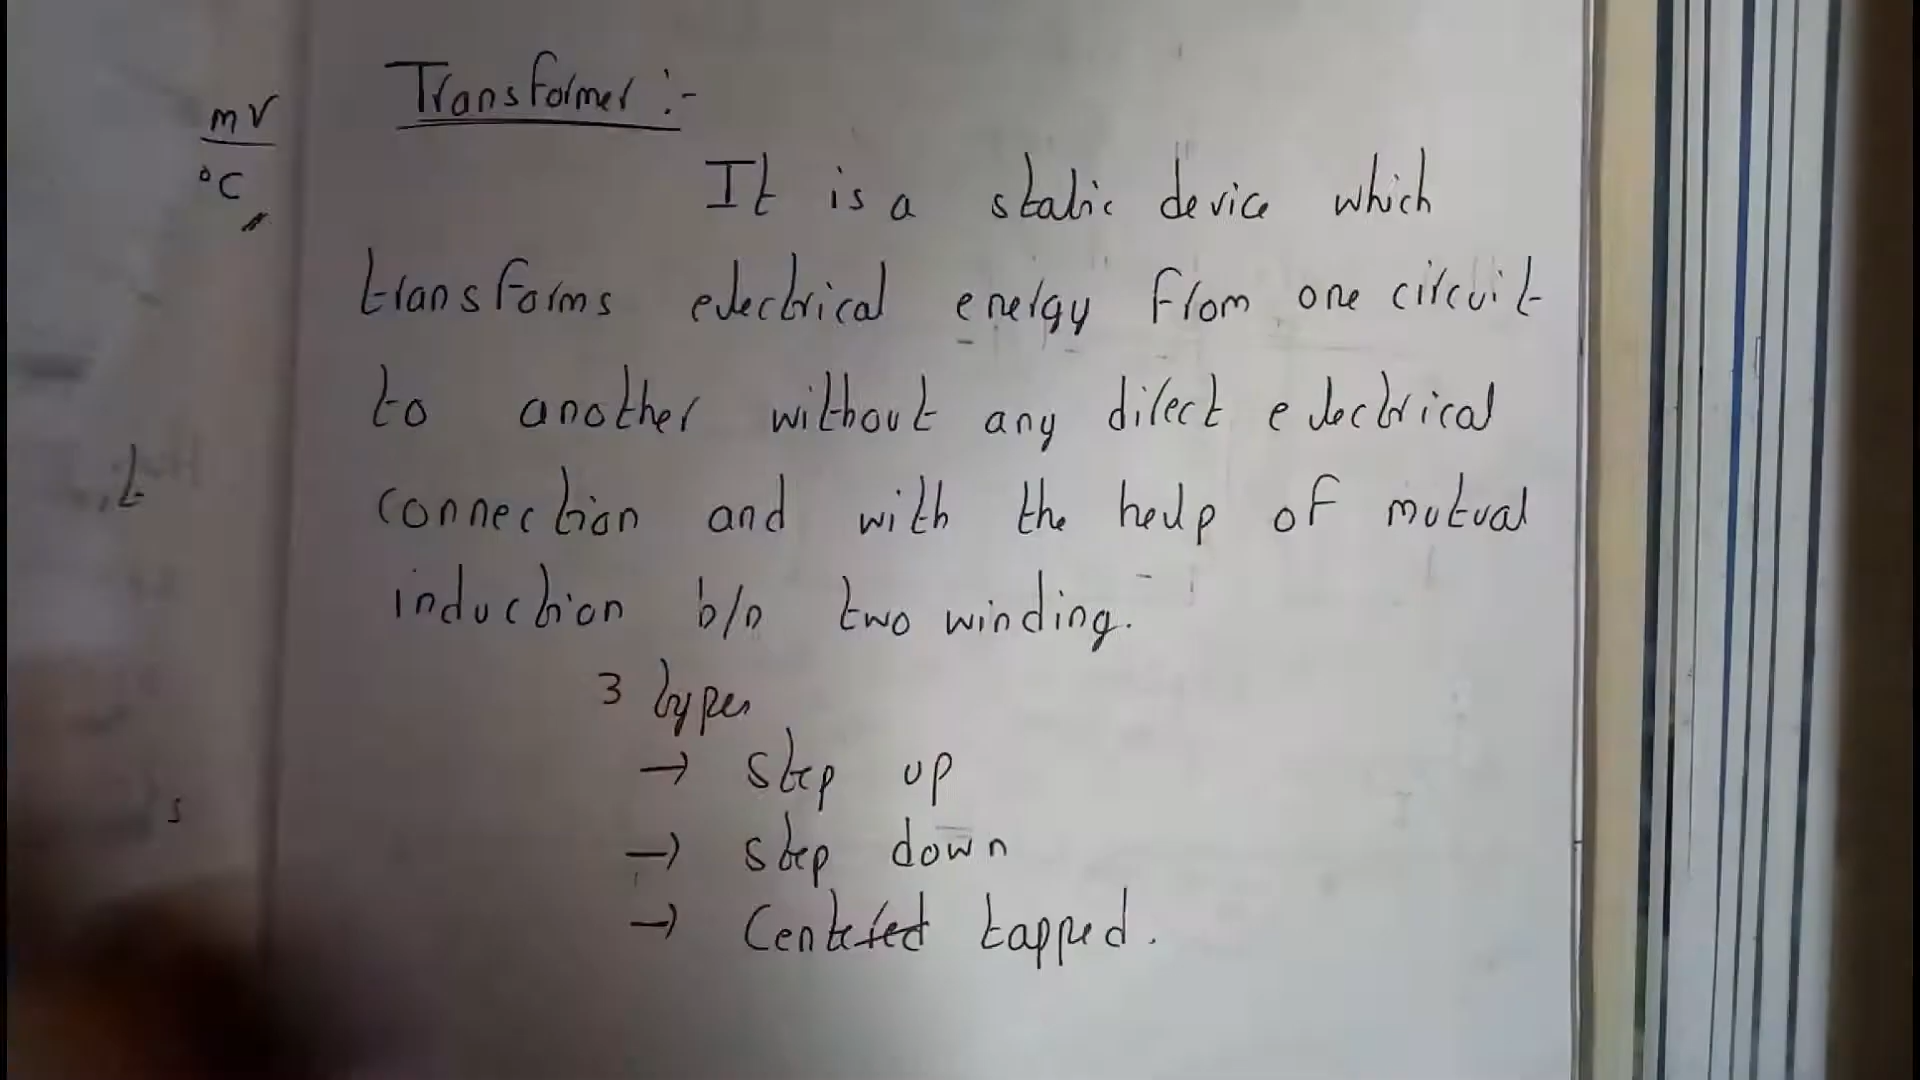 mV
°C
Transformer :-
It is a static device which
transforms electrical energy from one circuit
to another without any direct electrical
connection and with the help of mutual
induction b/n two winding.
3 types
→ step up
→ step down
→ Centered tapped.